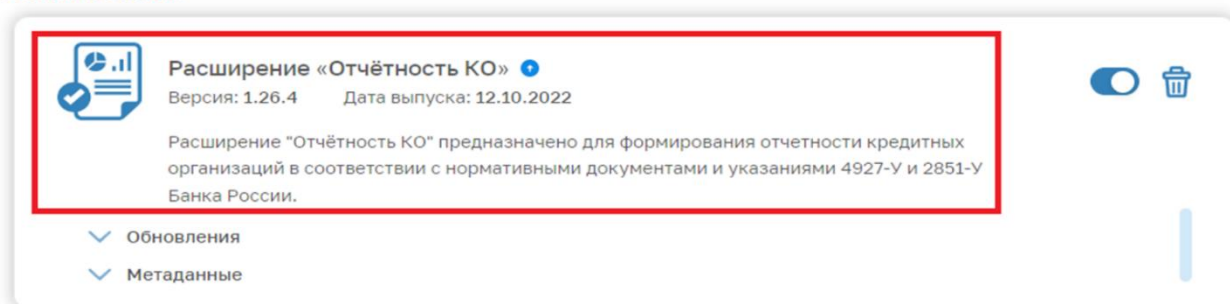 Расширение «Отчётность КО»
Версия: 1.26.4 Дата выпуска: 12.10.2022
Расширение "Отчётность КО" предназначено для формирования отчетности кредитных
организаций в соответствии с нормативными документами и указаниями 4927-У и 2851-У
Банка России.
Обновления
Метаданные